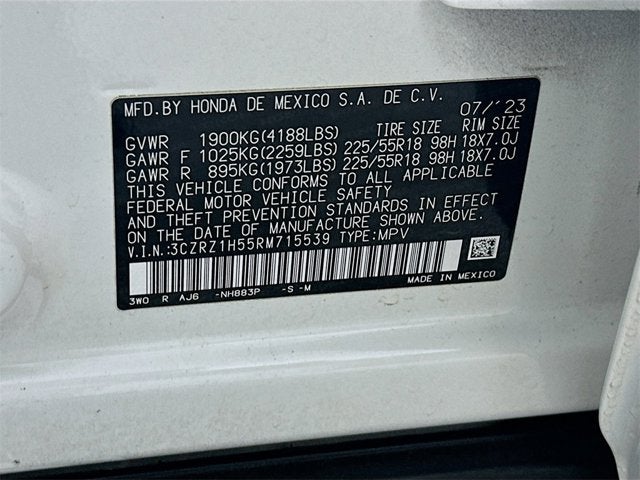 MFD.BY HONDA DE MEXICO S.A. DE C.V. 07/'23
GVWR 1900KG(4188LBS) TIRE SIZE RIM SIZE
GAWR F 1025KG(2259LBS) 225/55R18 98H 18X7.0J
GAWR R 895KG(1973LBS) 225/55R18 98H 18X7.0J
THIS VEHICLE CONFORMS TO ALL APPLICABLE
FEDERAL MOTOR VEHICLE SAFETY
AND THEFT PREVENTION STANDARDS IN EFFECT
ON THE DATE OF MANUFACTURE SHOWN ABOVE.
V.I.N.:3CZRZ1H55RM715539 TYPE:MPV
3WO R AJ6 -NH883P -S-M MADE IN MEXICO